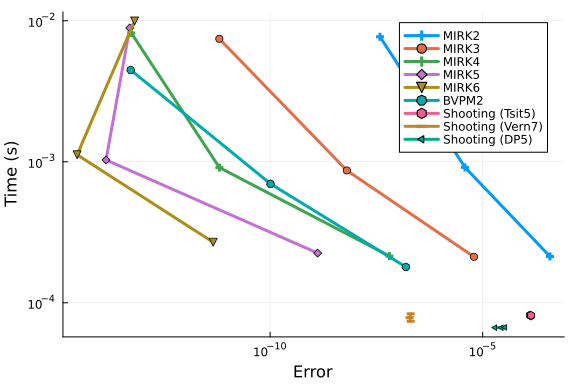 10⁻²
10⁻³
10⁻⁴
Time (s)
MIRK2
MIRK3
MIRK4
MIRK5
MIRK6
BVPM2
Shooting (Tsit5)
Shooting (Vern7)
Shooting (DP5)
10⁻¹⁰
10⁻⁵
Error